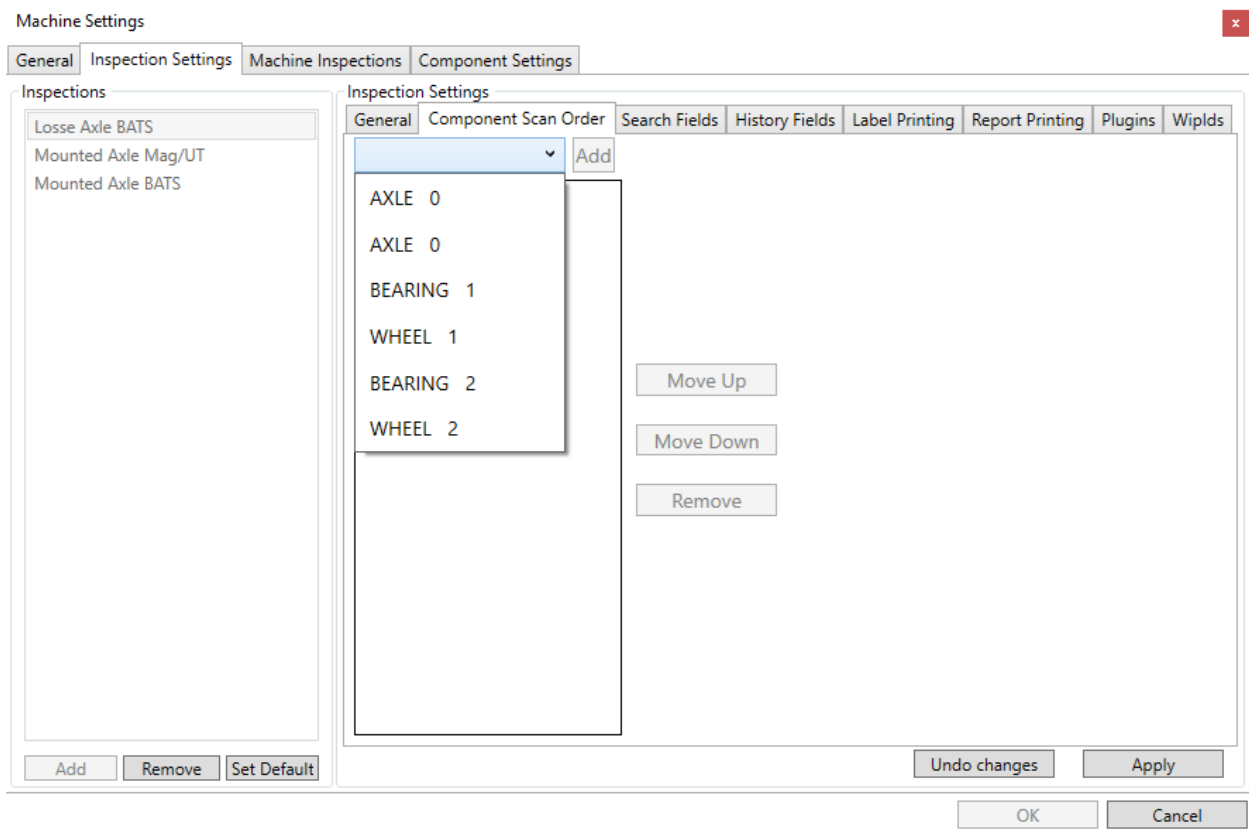 Machine Settings
x
General Inspection Settings Machine Inspections Component Settings
Inspections
Losse Axle BATS
Mounted Axle Mag/UT
Mounted Axle BATS
Add Remove Set Default
Inspection Settings
General Component Scan Order Search Fields History Fields Label Printing Report Printing Plugins WipIds
Add
AXLE 0
AXLE 0
BEARING 1
WHEEL 1
BEARING 2
WHEEL 2
Move Up
Move Down
Remove
Undo changes Apply
OK Cancel